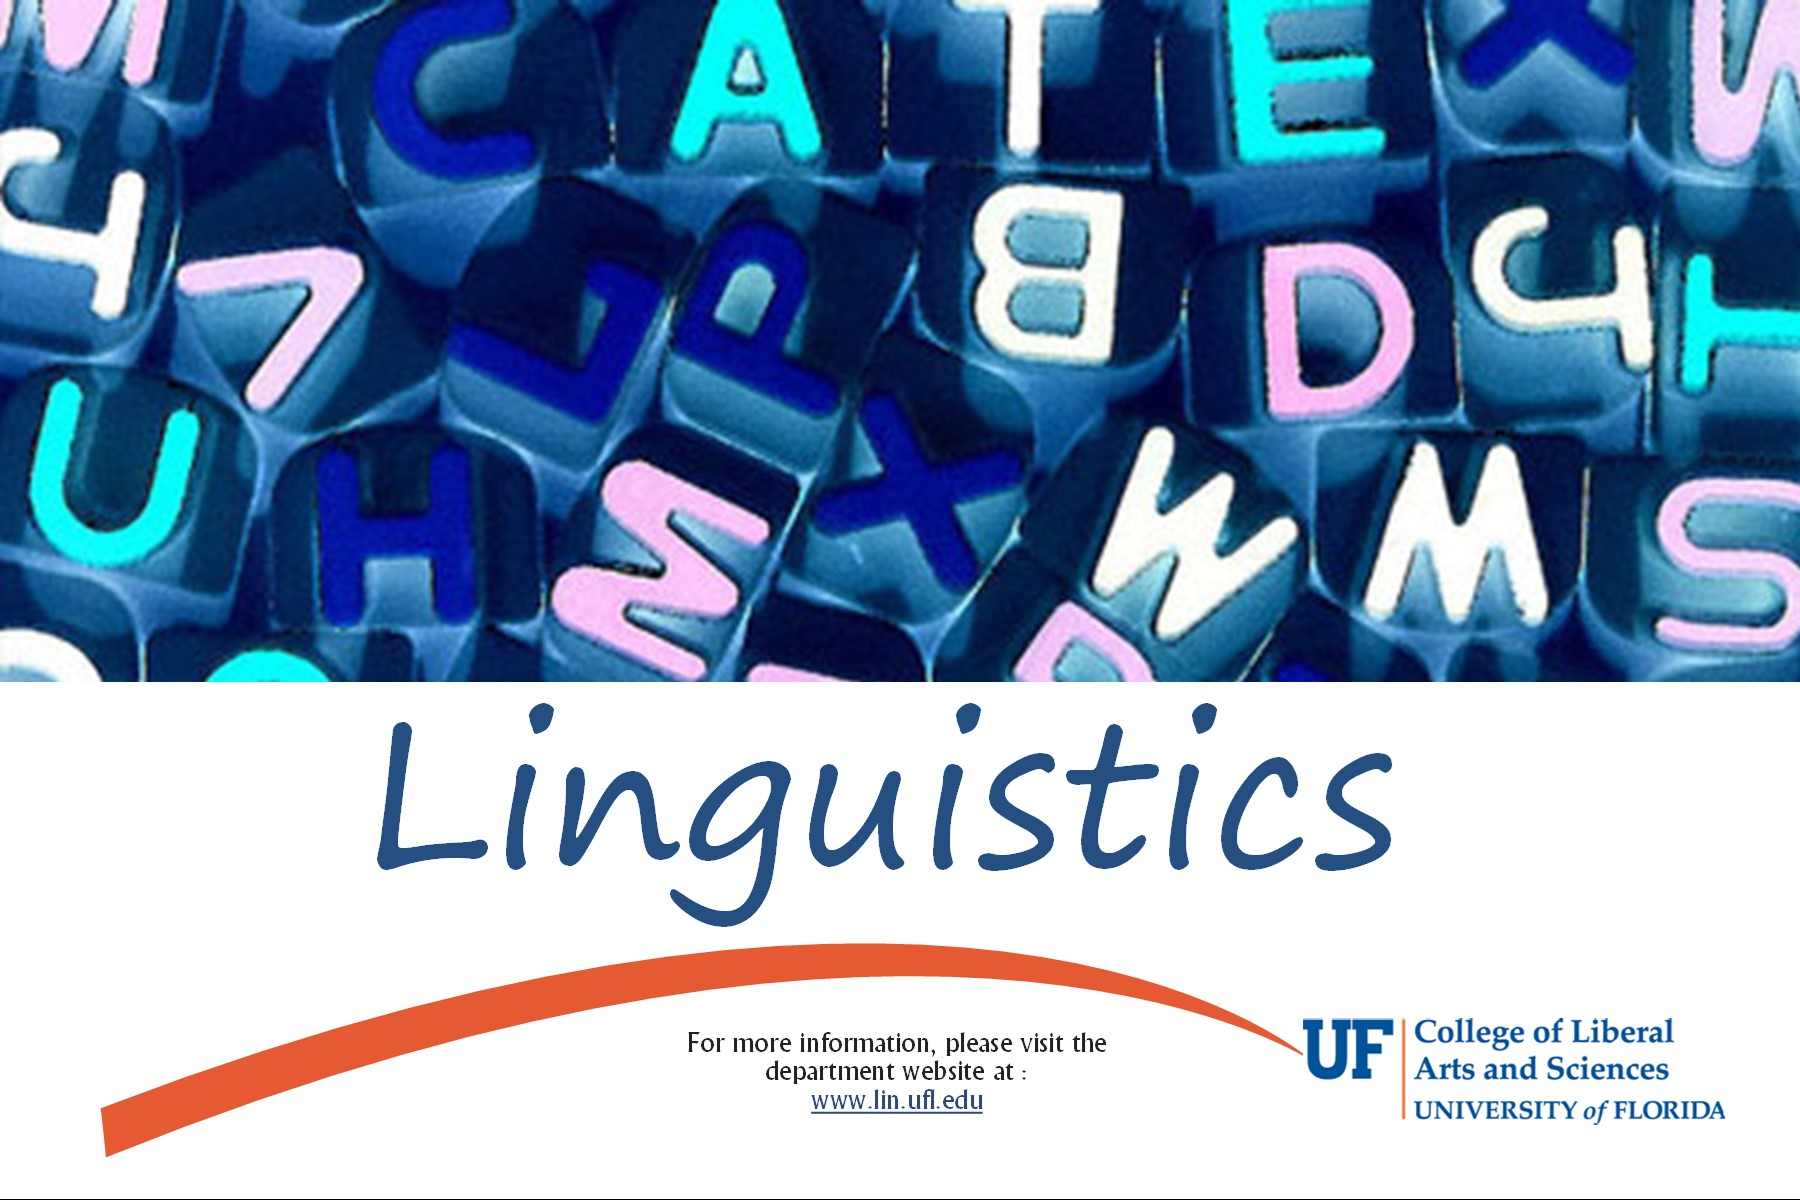 M C A T E X W
J 7 G P B D J T
U H M X W M S
Linguistics
For more information, please visit the
department website at :
www.lin.ufl.edu
UF College of Liberal
Arts and Sciences
UNIVERSITY of FLORIDA